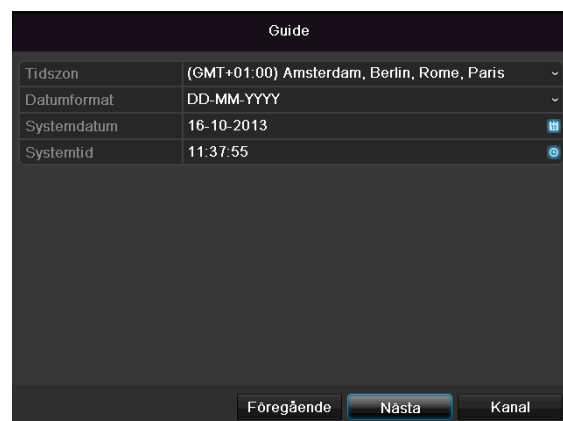 Guide
Tidszon (GMT+01:00) Amsterdam, Berlin, Rome, Paris
Datumformat DD-MM-YYYY
Systemdatum 16-10-2013
Systemtid 11:37:55
Föregående Nästa Kanal